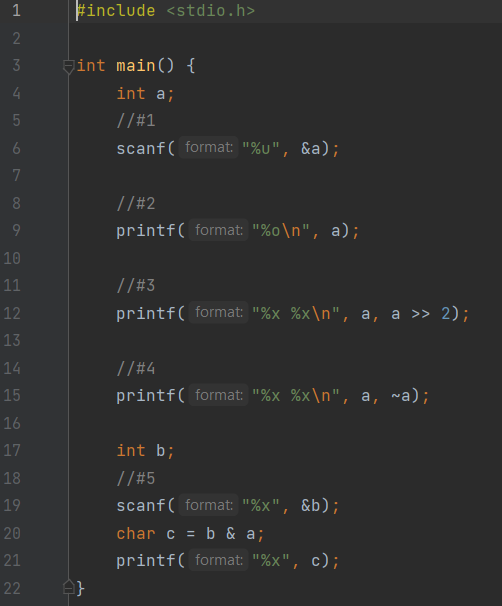 1 #include <stdio.h>
2
3 int main() {
4     int a;
5     //#1
6     scanf( format: "%u", &a);
7
8     //#2
9     printf( format: "%o\n", a);
10
11     //#3
12     printf( format: "%x %x\n", a, a >> 2);
13
14     //#4
15     printf( format: "%x %x\n", a, ~a);
16
17     int b;
18     //#5
19     scanf( format: "%x", &b);
20     char c = b & a;
21     printf( format: "%x", c);
22 }